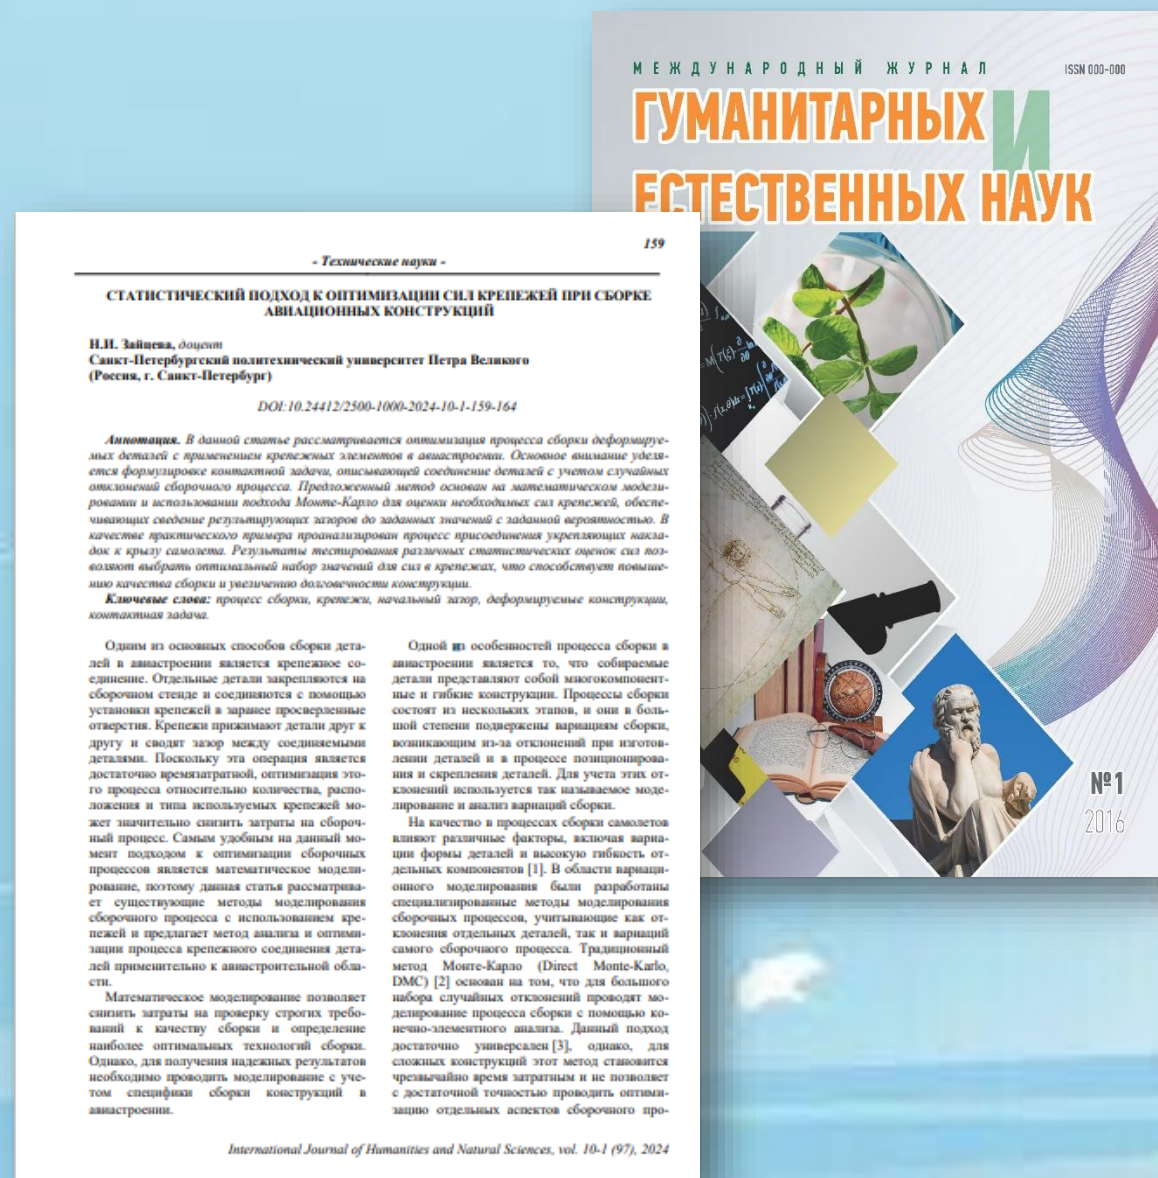 МЕЖДУНАРОДНЫЙ ЖУРНАЛ
ISSN 000-000
ГУМАНИТАРНЫХ И
ЕСТЕСТВЕННЫХ НАУК
№1
2016
159
- Технические науки -
СТАТИСТИЧЕСКИЙ ПОДХОД К ОПТИМИЗАЦИИ СИЛ КРЕПЕЖЕЙ ПРИ СБОРКЕ
АВИАЦИОННЫХ КОНСТРУКЦИЙ
Н.И. Зайцева, доцент
Санкт-Петербургский политехнический университет Петра Великого
(Россия, г. Санкт-Петербург)
DOI:10.24412/2500-1000-2024-10-1-159-164
Аннотация. В данной статье рассматривается оптимизация процесса сборки деформируе-
мых деталей с применением крепежных элементов в авиастроении. Основное внимание уделя-
ется формулировке контактной задачи, описывающей соединение деталей с учетом случайных
отклонений сборочного процесса. Предложенный метод основан на математическом модели-
ровании и использовании подхода Монте-Карло для оценки необходимых сил крепежей, обеспе-
чивающих сведение результирующих зазоров до заданных значений с заданной вероятностью. В
качестве практического примера проанализирован процесс присоединения укрепляющих накла-
док к крылу самолета. Результаты тестирования различных статистических оценок сил поз-
воляют выбрать оптимальный набор значений для сил в крепежах, что способствует повыше-
нию качества сборки и увеличению долговечности конструкции.
Ключевые слова: процесс сборки, крепежи, начальный зазор, деформируемые конструкции,
контактная задача.
Одним из основных способов сборки дета-
лей в авиастроении является крепежное со-
единение. Отдельные детали закрепляются на
сборочном стенде и соединяются с помощью
установки крепежей в заранее просверленные
отверстия. Крепежи прижимают детали друг к
другу и сводят зазор между соединяемыми
деталями. Поскольку эта операция является
достаточно времязатратной, оптимизация это-
го процесса относительно количества, распо-
ложения и типа используемых крепежей мо-
жет значительно снизить затраты на сбороч-
ный процесс. Самым удобным на данный мо-
мент подходом к оптимизации сборочных
процессов является математическое модели-
рование, поэтому данная статья рассматрива-
ет существующие методы моделирования
сборочного процесса с использованием кре-
пежей и предлагает метод анализа и оптими-
зации процесса крепежного соединения дета-
лей применительно к авиастроительной обла-
сти.
Математическое моделирование позволяет
снизить затраты на проверку строгих требо-
ваний к качеству сборки и определение
наиболее оптимальных технологий сборки.
Однако, для получения надежных результатов
необходимо проводить моделирование с уче-
том специфики сборки конструкций в
авиастроении.
Одной из особенностей процесса сборки в
авиастроении является то, что собираемые
детали представляют собой многокомпонент-
ные и гибкие конструкции. Процессы сборки
состоят из нескольких этапов, и они в боль-
шой степени подвержены вариациям сборки,
возникающим из-за отклонений при изготов-
лении деталей и в процессе позиционирова-
ния и скрепления деталей. Для учета этих от-
клонений используется так называемое моде-
лирование и анализ вариаций сборки.
На качество в процессах сборки самолетов
влияют различные факторы, включая вариа-
ции формы деталей и высокую гибкость от-
дельных компонентов [1]. В области вариаци-
онного моделирования были разработаны
специализированные методы моделирования
сборочных процессов, учитывающие как от-
клонения отдельных деталей, так и вариаций
самого сборочного процесса. Традиционный
метод Монте-Карло (Direct Monte-Karlo,
DMC) [2] основан на том, что для большого
набора случайных отклонений проводят мо-
делирование процесса сборки с помощью ко-
нечно-элементного анализа. Данный подход
достаточно универсален [3], однако, для
сложных конструкций этот метод становится
чрезвычайно время затратным и не позволяет
с достаточной точностью проводить оптими-
зацию отдельных аспектов сборочного про-
International Journal of Humanities and Natural Sciences, vol. 10-1 (97), 2024